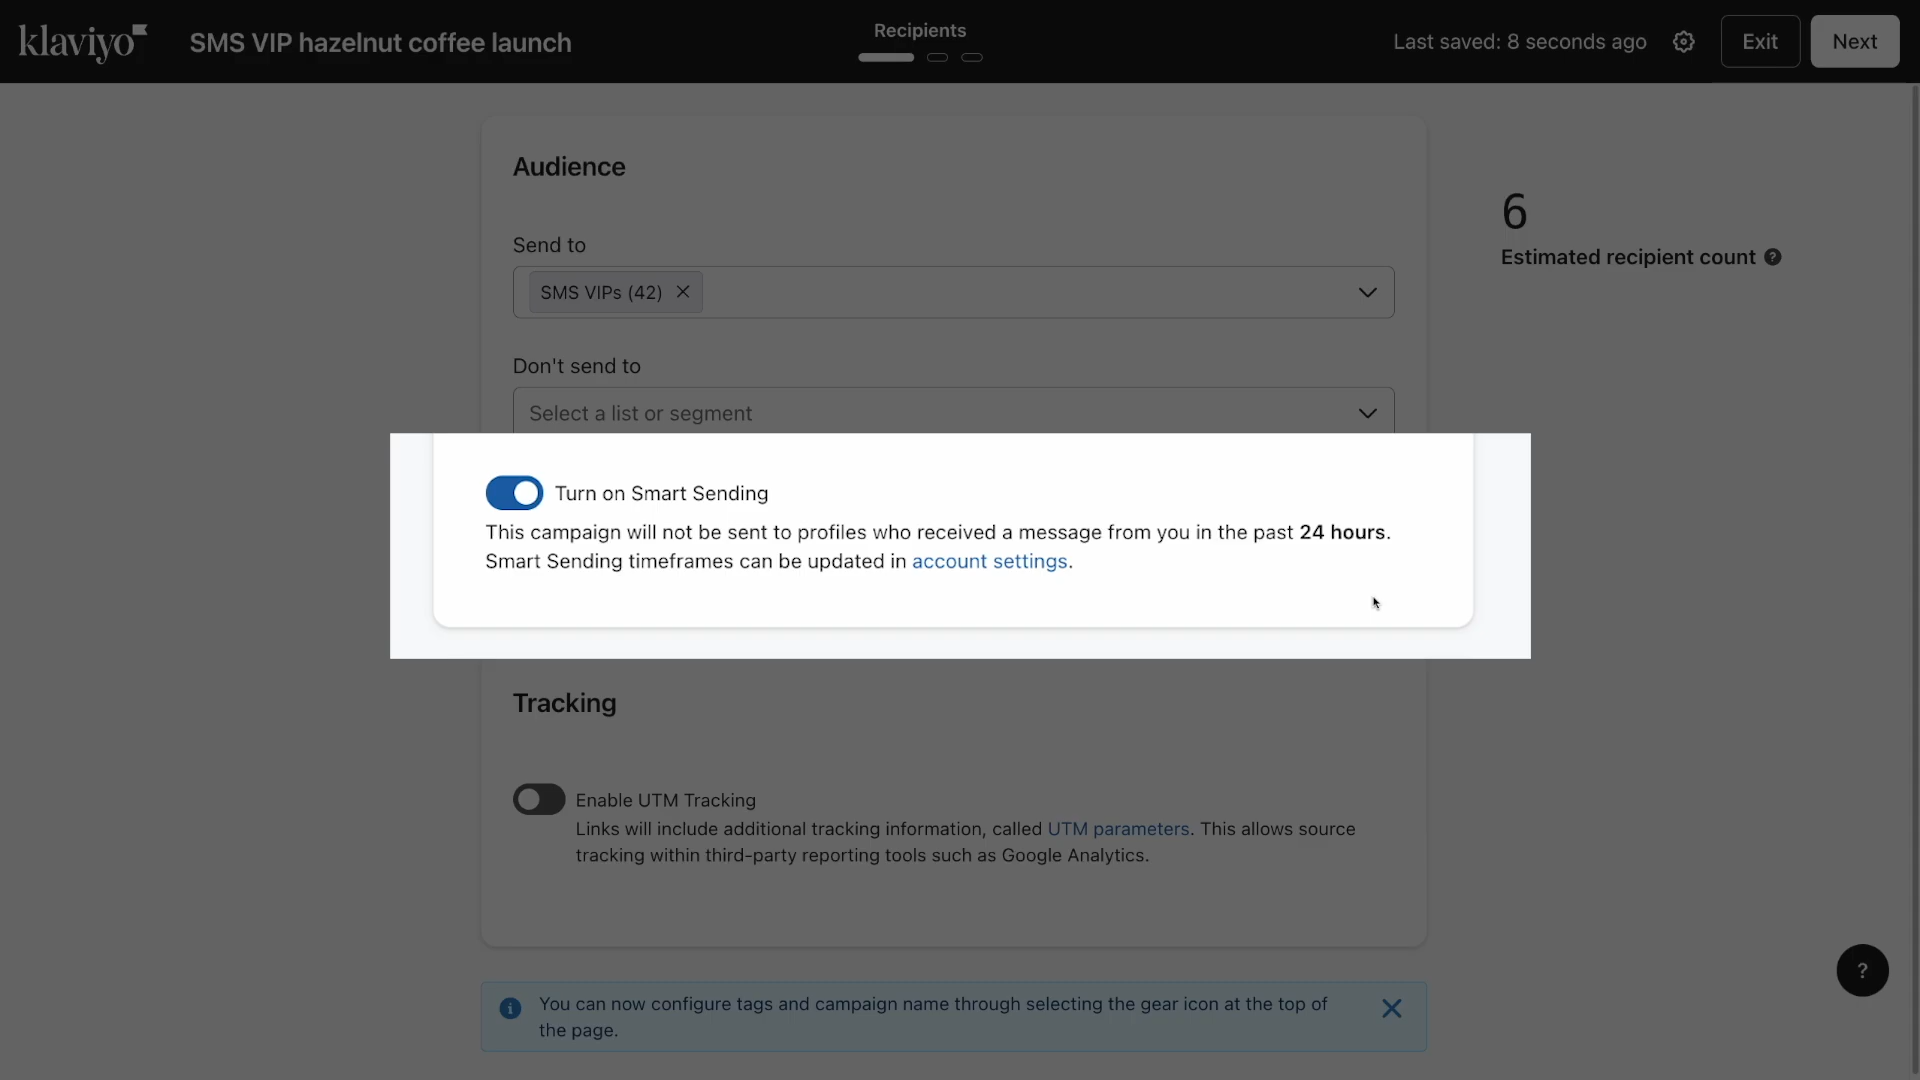 klaviyo
SMS VIP hazelnut coffee launch
Recipients
Last saved: 8 seconds ago
Exit
Next
Audience
Send to
SMS VIPs (42)
Don't send to
Select a list or segment
6
Estimated recipient count ?
Turn on Smart Sending
This campaign will not be sent to profiles who received a message from you in the past 24 hours.
Smart Sending timeframes can be updated in account settings.
Tracking
Enable UTM Tracking
Links will include additional tracking information, called UTM parameters. This allows source
tracking within third-party reporting tools such as Google Analytics.
You can now configure tags and campaign name through selecting the gear icon at the top of
the page.
?